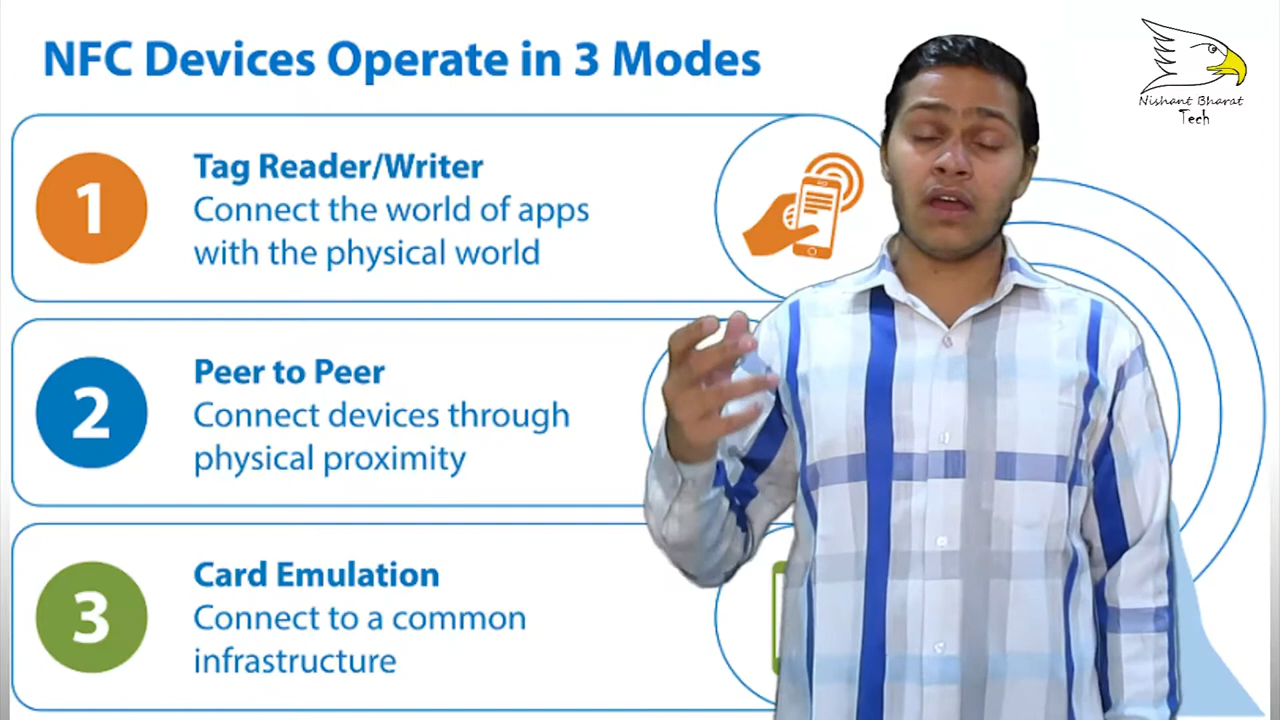 NFC Devices Operate in 3 Modes
Nishant Bharat
Tech
1
Tag Reader/Writer
Connect the world of apps
with the physical world
2
Peer to Peer
Connect devices through
physical proximity
3
Card Emulation
Connect to a common
infrastructure